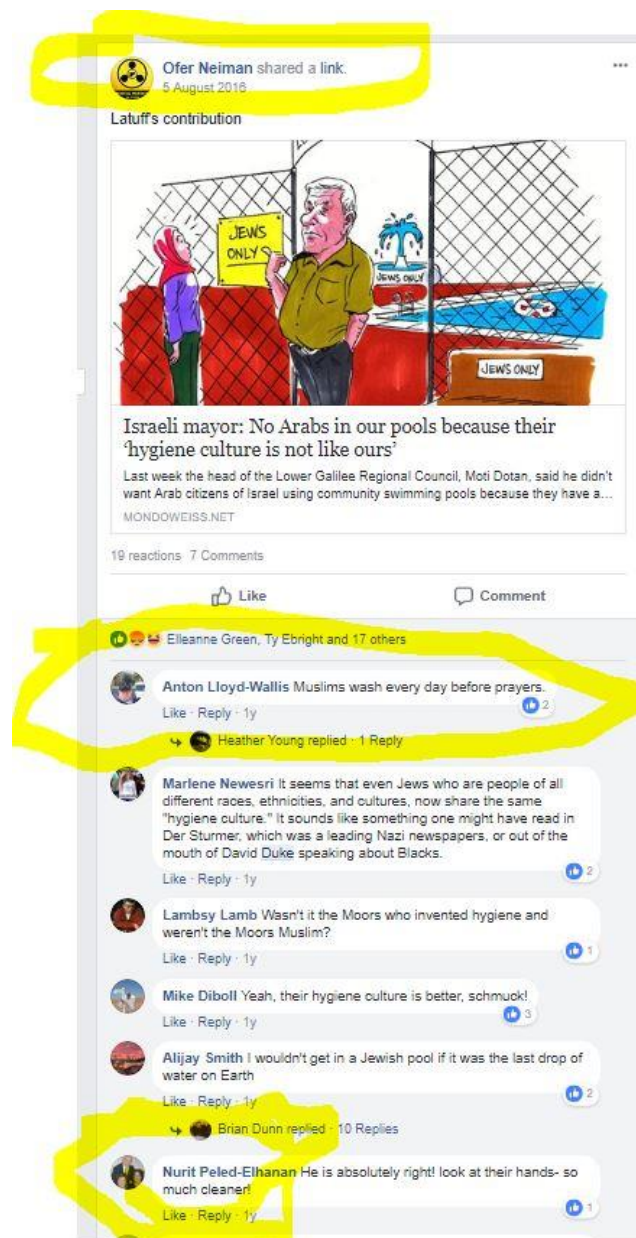 Ofer Neiman shared a link.
5 August 2016
Latuff's contribution
JEWS
ONLY
JEWS ONLY
JEWS ONLY
Israeli mayor: No Arabs in our pools because their
'hygiene culture is not like ours'
Last week the head of the Lower Galilee Regional Council, Moti Dotan, said he didn't
want Arab citizens of Israel using community swimming pools because they have a...
MONDOWEISS.NET
19 reactions 7 Comments
Like Comment
Elleanne Green, Ty Ebright and 17 others
Anton Lloyd-Wallis Muslims wash every day before prayers.
2
Like · Reply · 1y
Heather Young replied · 1 Reply
Marlene Newesri It seems that even Jews who are people of all
different races, ethnicities, and cultures, now share the same
"hygiene culture." It sounds like something one might have read in
Der Sturmer, which was a leading Nazi newspapers, or out of the
mouth of David Duke speaking about Blacks.
2
Like · Reply · 1y
Lambsy Lamb Wasn't it the Moors who invented hygiene and
weren't the Moors Muslim?
1
Like · Reply · 1y
Mike Diboll Yeah, their hygiene culture is better, schmuck!
3
Like · Reply · 1y
Alijay Smith I wouldn't get in a Jewish pool if it was the last drop of
water on Earth
2
Like · Reply · 1y
Brian Dunn replied · 10 Replies
Nurit Peled-Elhanan He is absolutely right! look at their hands- so
much cleaner!
1
Like · Reply · 1y